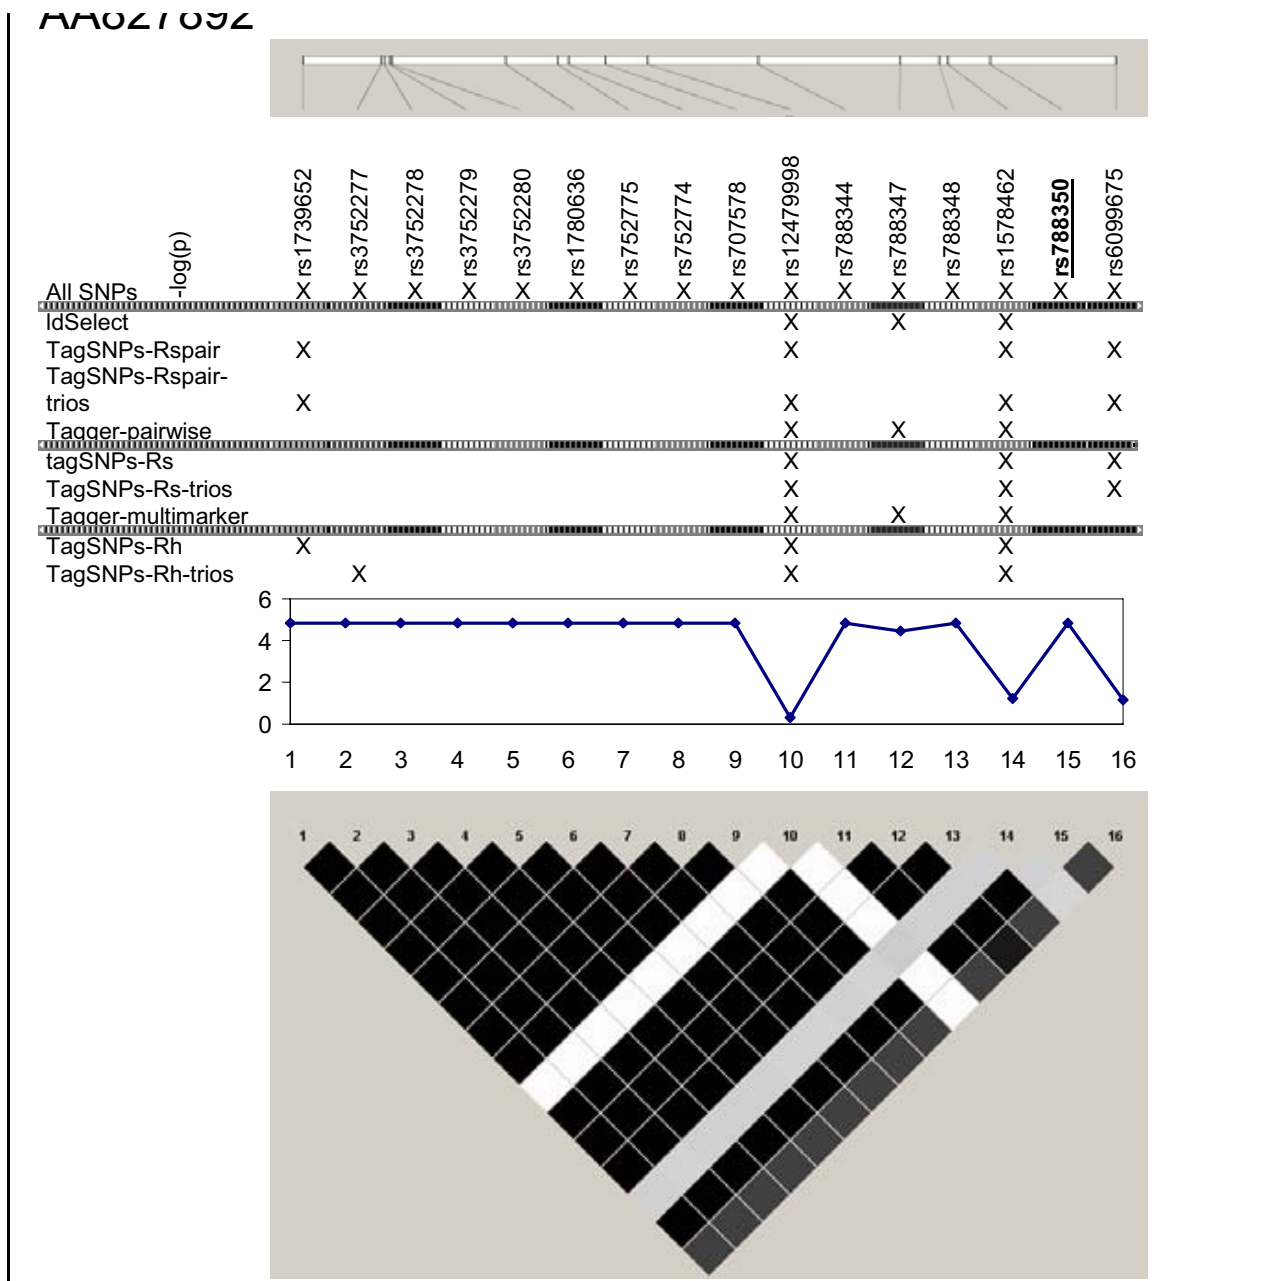 AA827892
-log(p)
rs1739652
rs3752277
rs3752278
rs3752279
rs3752280
rs1780636
rs752775
rs752774
rs707578
rs12479998
rs788344
rs788347
rs788348
rs1578462
rs788350
rs6099675
All SNPs X X X X X X X X X X X X X X X X
ldSelect X X X
TagSNPs-Rspair X X X X
TagSNPs-Rspair-
trios X X X X
Tagger-pairwise X X X
tagSNPs-Rs X X X
TagSNPs-Rs-trios X X X
Tagger-multimarker X X X
TagSNPs-Rh X X X
TagSNPs-Rh-trios X X X
6
4
2
0
1 2 3 4 5 6 7 8 9 10 11 12 13 14 15 16
1 2 3 4 5 6 7 8 9 10 11 12 13 14 15 16